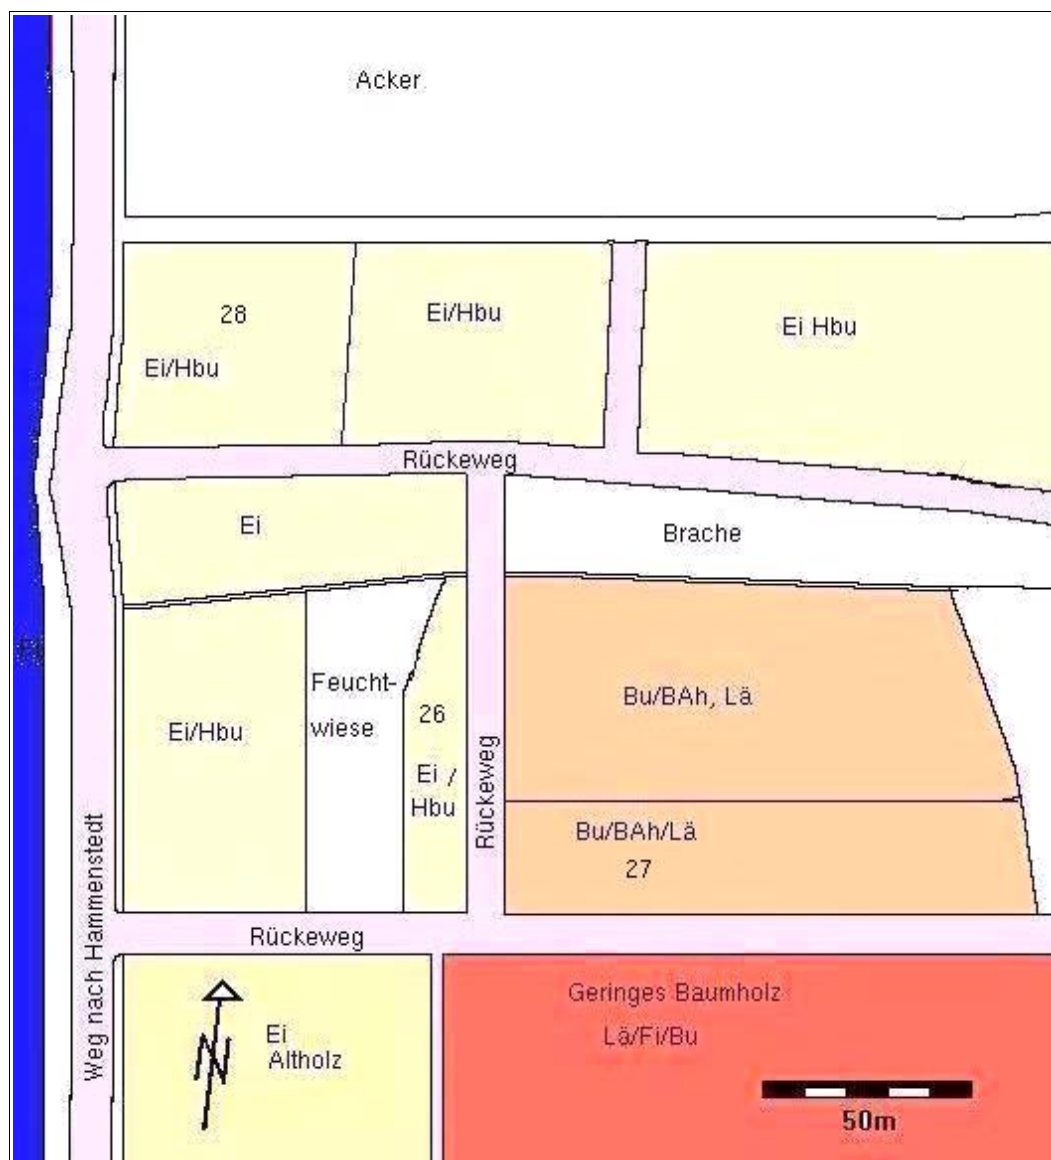 Acker
28
Ei/Hbu
Ei/Hbu
Ei Hbu
Rückeweg
Ei
Brache
Feucht-
wiese
Ei/Hbu
26
Ei /
Hbu
Rückeweg
Bu/BAh, Lä
Bu/BAh/Lä
27
Weg nach Hammenstedt
Rückeweg
N
Ei
Altholz
Geringes Baumholz
Lä/Fi/Bu
50m